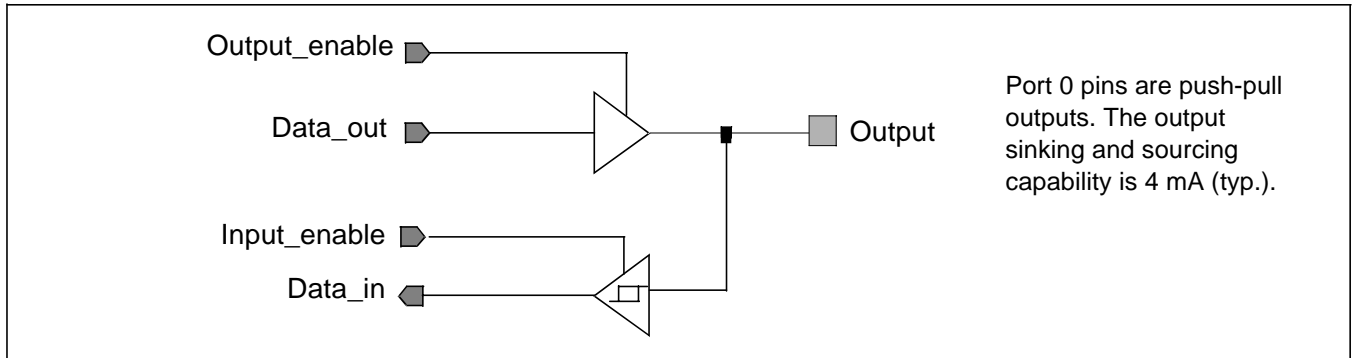 Output_enable
Data_out
Output
Input_enable
Data_in
Port 0 pins are push-pull
outputs. The output
sinking and sourcing
capability is 4 mA (typ.).